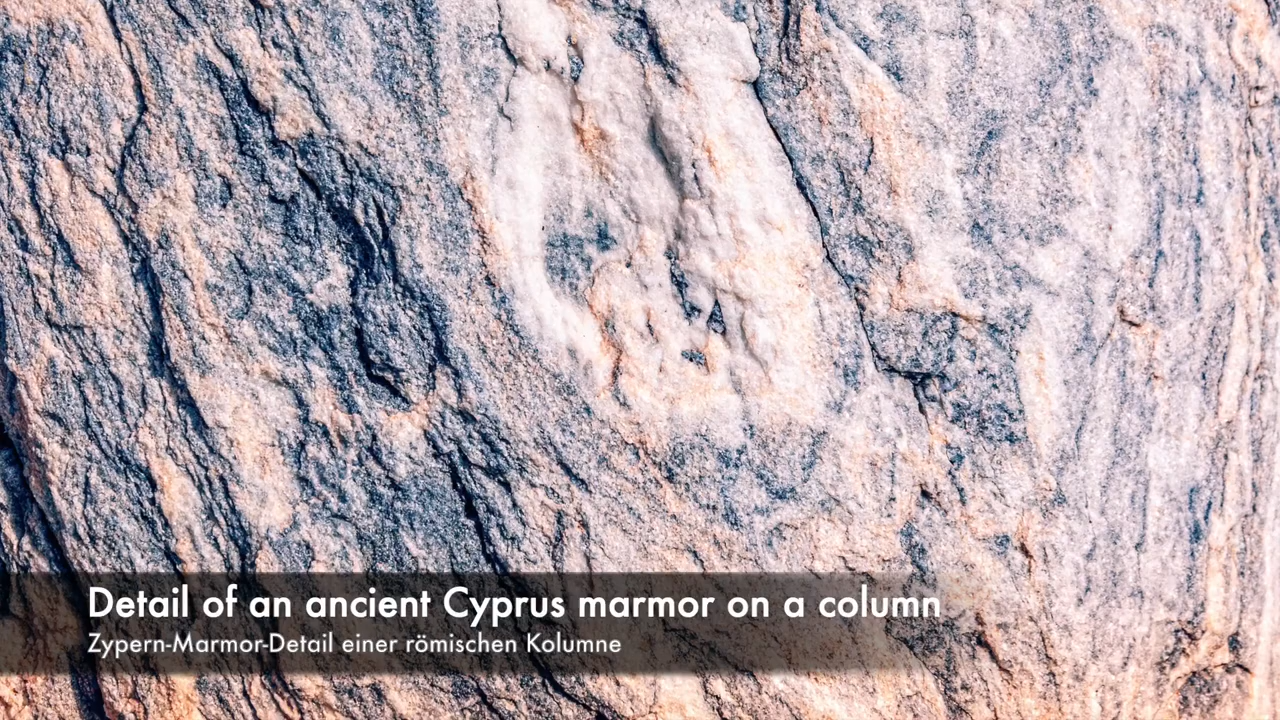 Detail of an ancient Cyprus marmor on a column
Zypern-Marmor-Detail einer römischen Kolumne